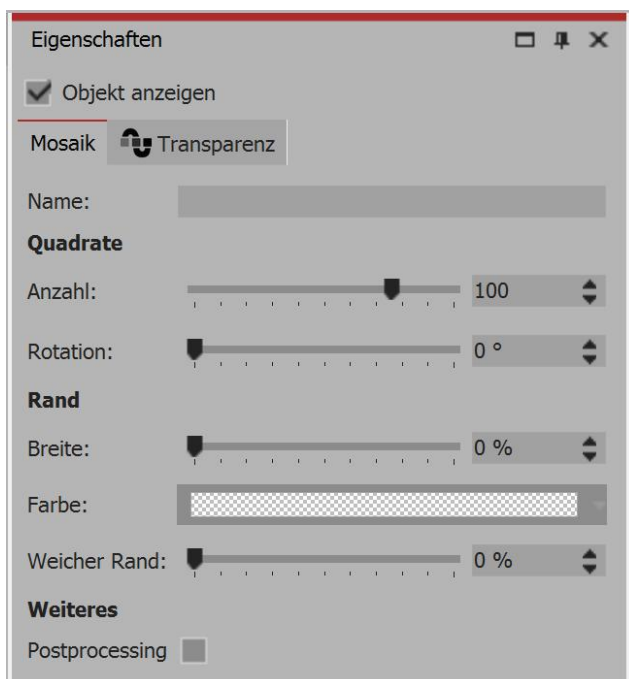 Eigenschaften
Objekt anzeigen
Mosaik Transparenz
Name:
Quadrate
Anzahl: 100
Rotation: 0 °
Rand
Breite: 0 %
Farbe:
Weicher Rand: 0 %
Weiteres
Postprocessing